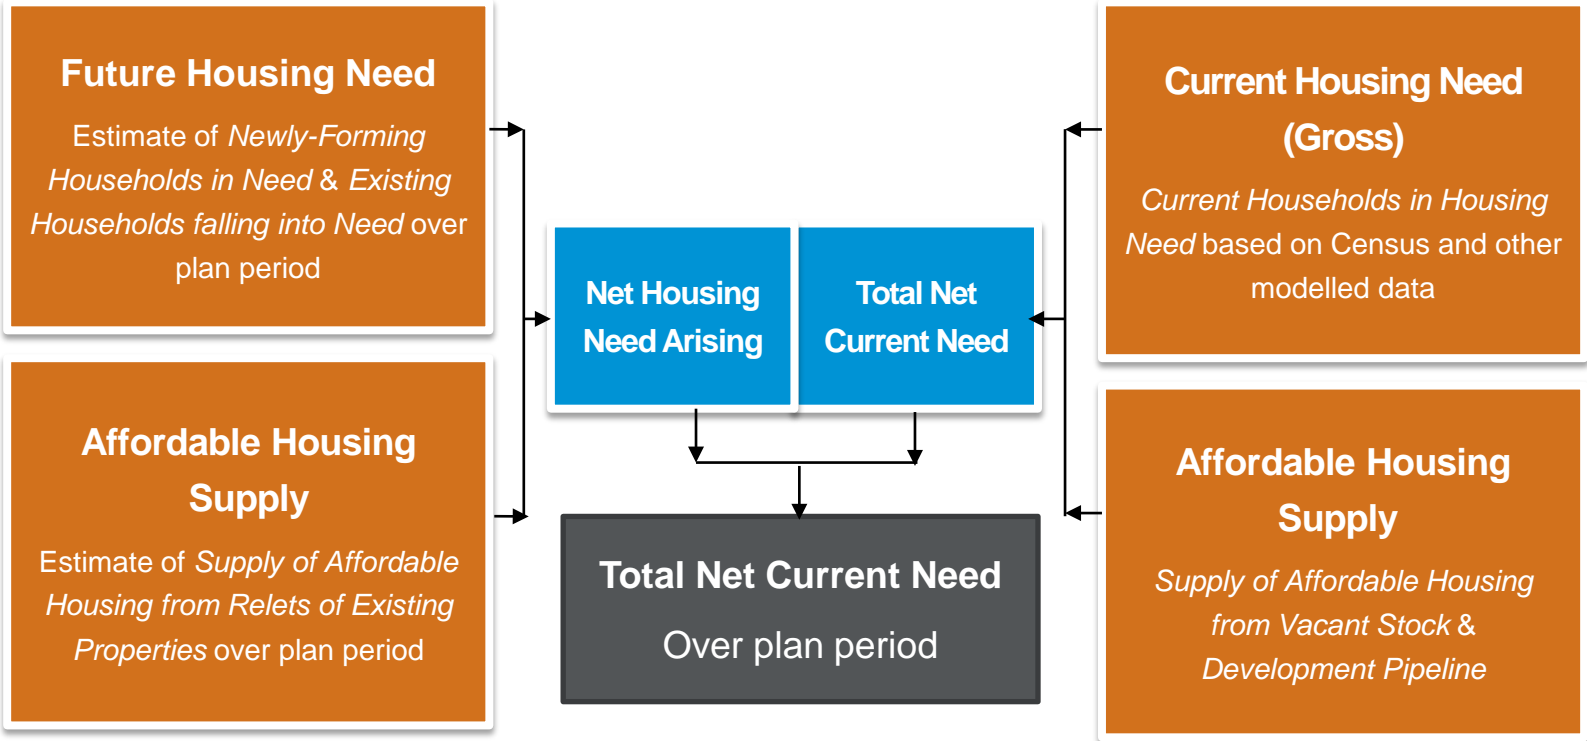 Future Housing Need
Estimate of Newly-Forming
Households in Need & Existing
Households falling into Need over
plan period
Affordable Housing
Supply
Estimate of Supply of Affordable
Housing from Relets of Existing
Properties over plan period
Net Housing
Need Arising
Total Net
Current Need
Total Net Current Need
Over plan period
Current Housing Need
(Gross)
Current Households in Housing
Need based on Census and other
modelled data
Affordable Housing
Supply
Supply of Affordable Housing
from Vacant Stock &
Development Pipeline